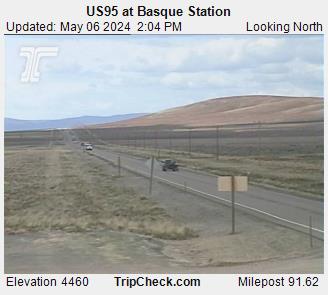 US95 at Basque Station
Updated: May 06 2024 2:04 PM Looking North
Elevation 4460 TripCheck.com Milepost 91.62